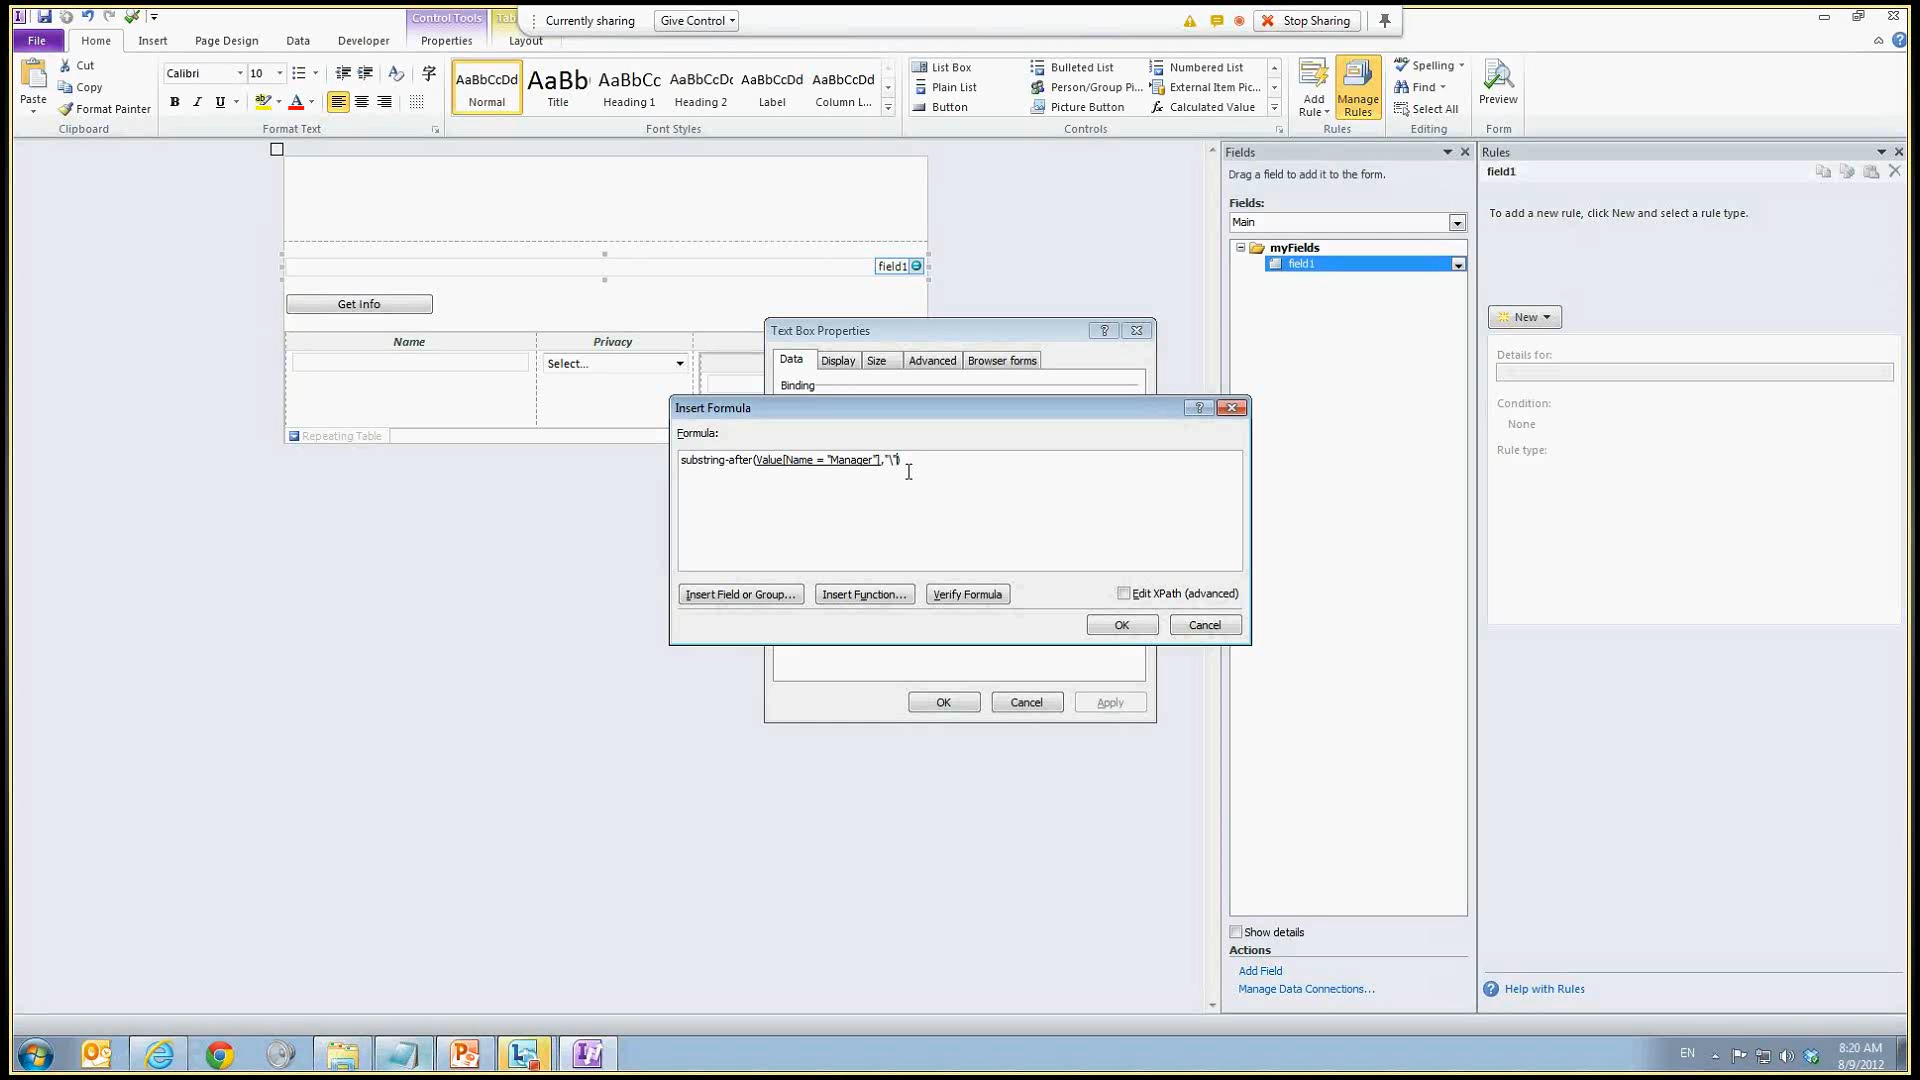 Currently sharing
Give Control
Stop Sharing
Control Tools
File
Home
Insert
Page Design
Data
Developer
Properties
Layout
Paste
Cut
Copy
Format Painter
Clipboard
Calibri
10
B I U
Format Text
AaBbCcDd
Normal
AaBb
Title
AaBbCc
Heading 1
AaBbCcDc
Heading 2
AaBbCcDd
Label
AaBbCcDd
Column L...
Font Styles
List Box
Plain List
Button
Bulleted List
Person/Group Pi...
Picture Button
Numbered List
External Item Pic...
Calculated Value
Controls
Add
Rule
Manage
Rules
Rules
Spelling
Find
Select All
Editing
Preview
Form
field1
Get Info
Name
Privacy
Select...
Repeating Table
Text Box Properties
Data
Display
Size
Advanced
Browser forms
Binding
Insert Formula
Formula:
substring-after(Value[Name = "Manager"],"\")
Insert Field or Group...
Insert Function...
Verify Formula
Edit XPath (advanced)
OK
Cancel
OK
Cancel
Apply
Fields
Drag a field to add it to the form.
Fields:
Main
myFields
field1
Show details
Actions
Add Field
Manage Data Connections...
Rules
field1
To add a new rule, click New and select a rule type.
New
Details for:
Condition:
None
Rule type:
Help with Rules
EN
8:20 AM
8/9/2012